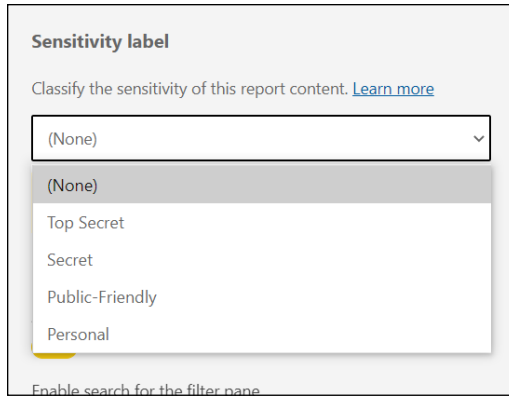 Sensitivity label
Classify the sensitivity of this report content. Learn more
(None)
(None)
Top Secret
Secret
Public-Friendly
Personal
Enable search for the filter pane